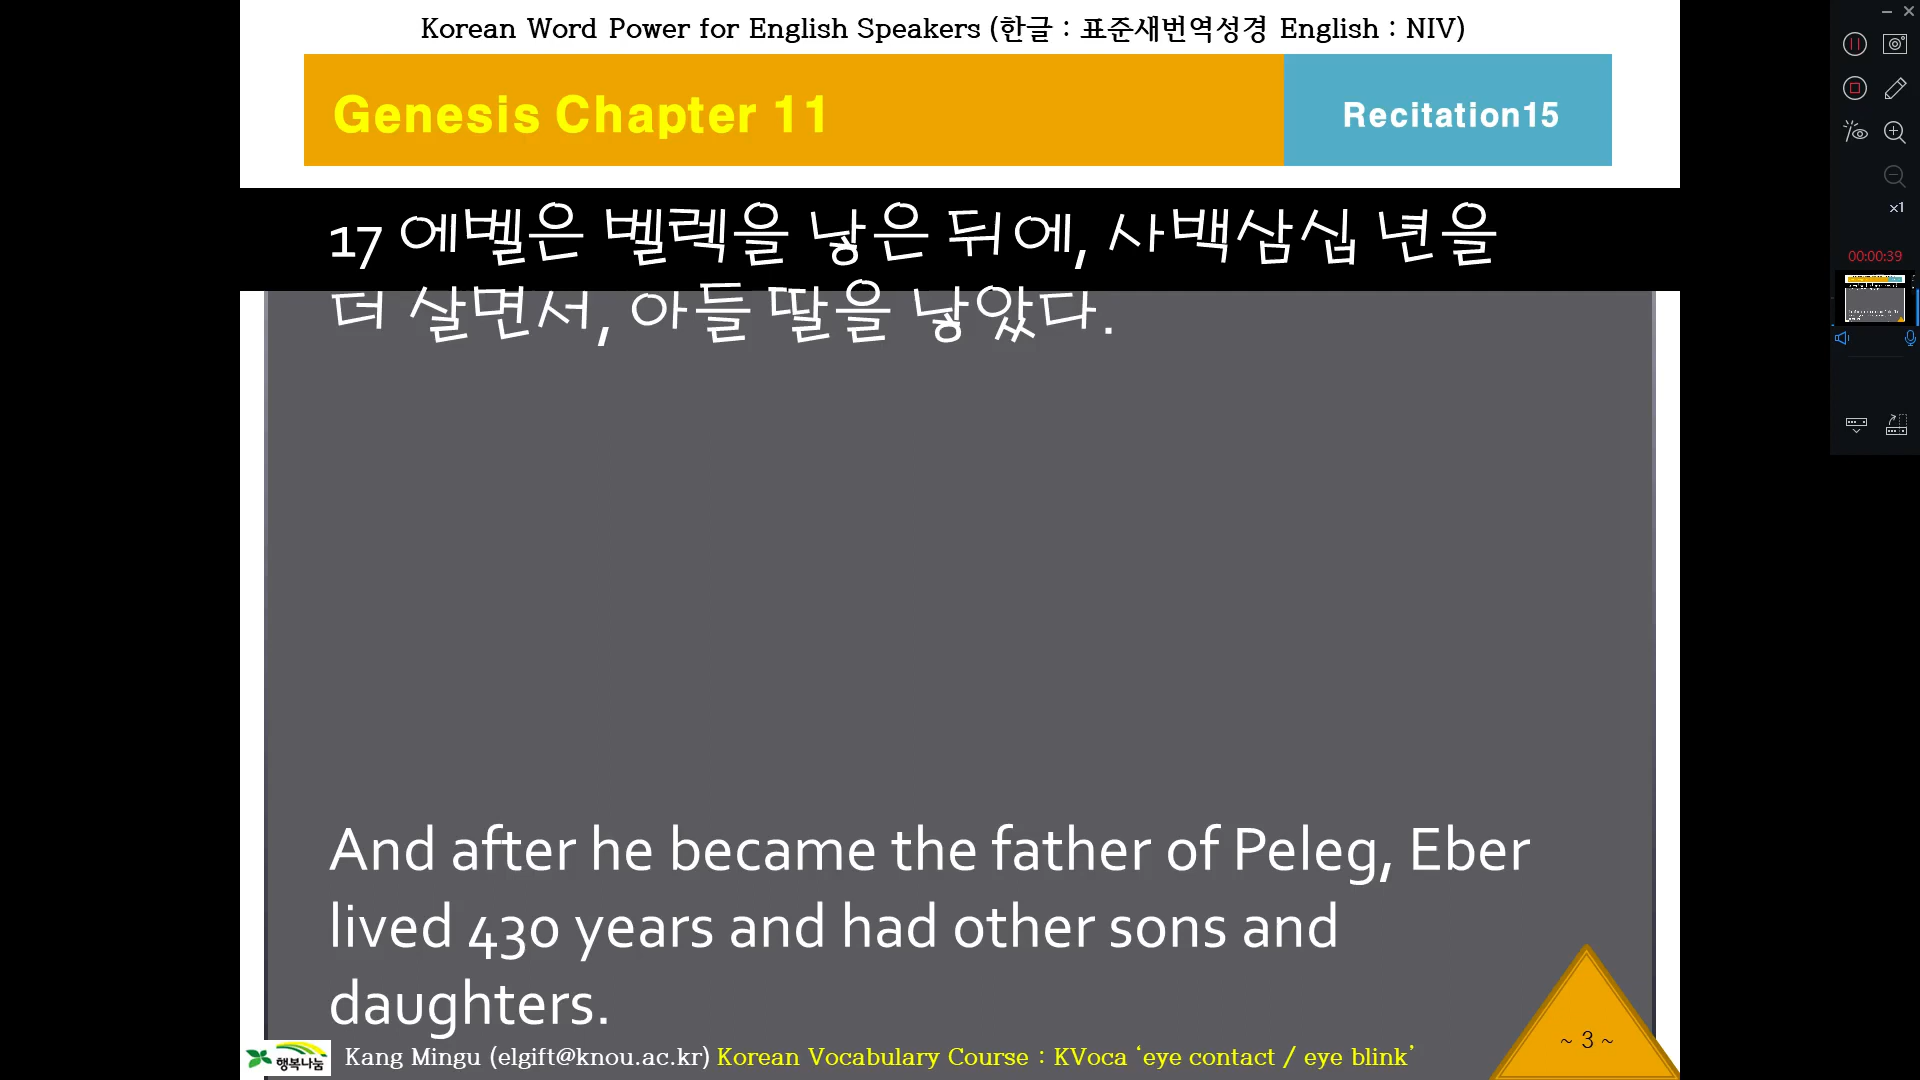 Korean Word Power for English Speakers (한글 : 표준새번역성경 English : NIV)
Genesis Chapter 11
Recitation15
17 에벨은 벨렉을 낳은 뒤에, 사백삼십 년을
더 살면서, 아들 딸을 낳았다.
And after he became the father of Peleg, Eber
lived 430 years and had other sons and
daughters.
~ 3 ~
행복나눔
Kang Mingu (elgift@knou.ac.kr) Korean Vocabulary Course : KVoca ‘eye contact / eye blink’
x1
00:00:39